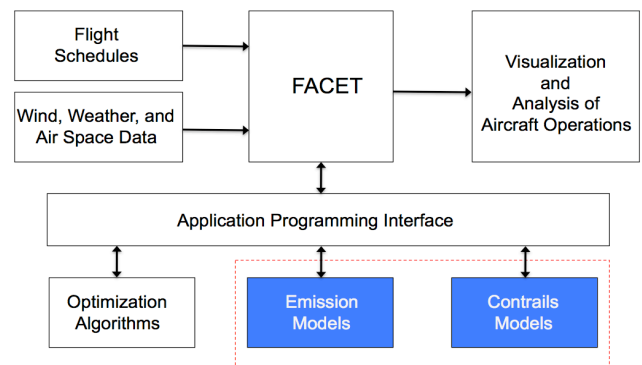 Flight
Schedules
Wind, Weather, and
Air Space Data
FACET
Visualization
and
Analysis of
Aircraft Operations
Application Programming Interface
Optimization
Algorithms
Emission
Models
Contrails
Models